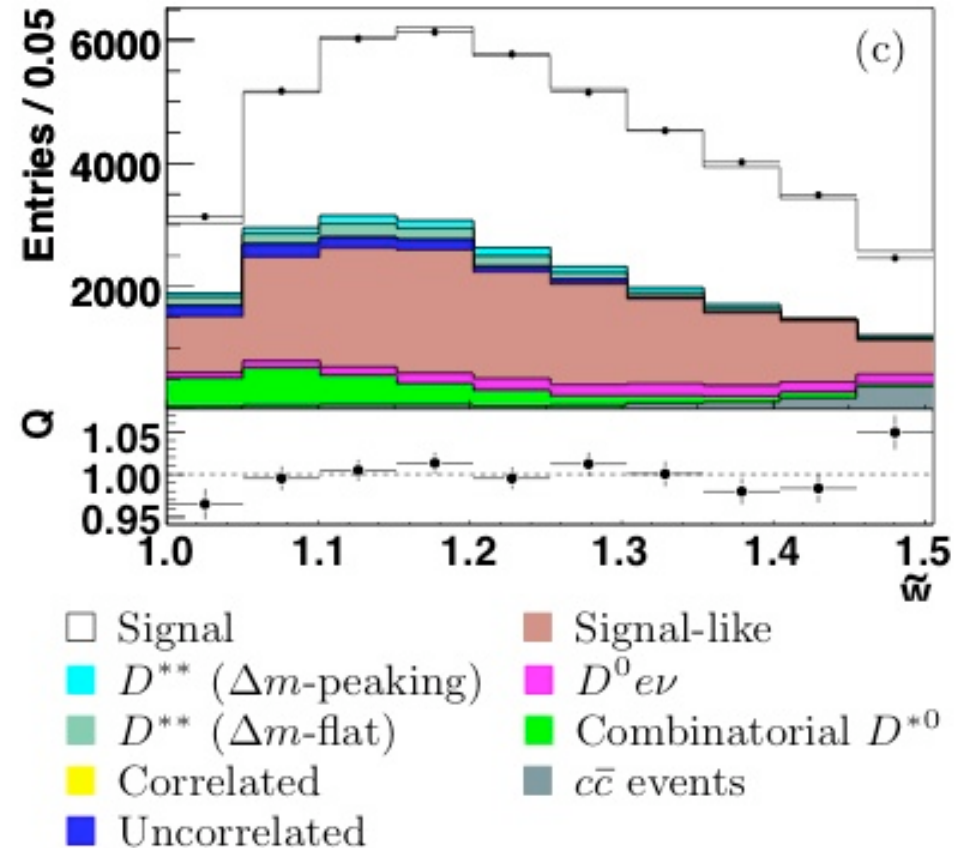 Entries / 0.05
6000
4000
2000
(c)
Q
1.05
1.00
0.95
1.0 1.1 1.2 1.3 1.4 1.5
w̃
Signal
D** (Δm-peaking)
D** (Δm-flat)
Correlated
Uncorrelated
Signal-like
D⁰eν
Combinatorial D*⁰
cc̄ events